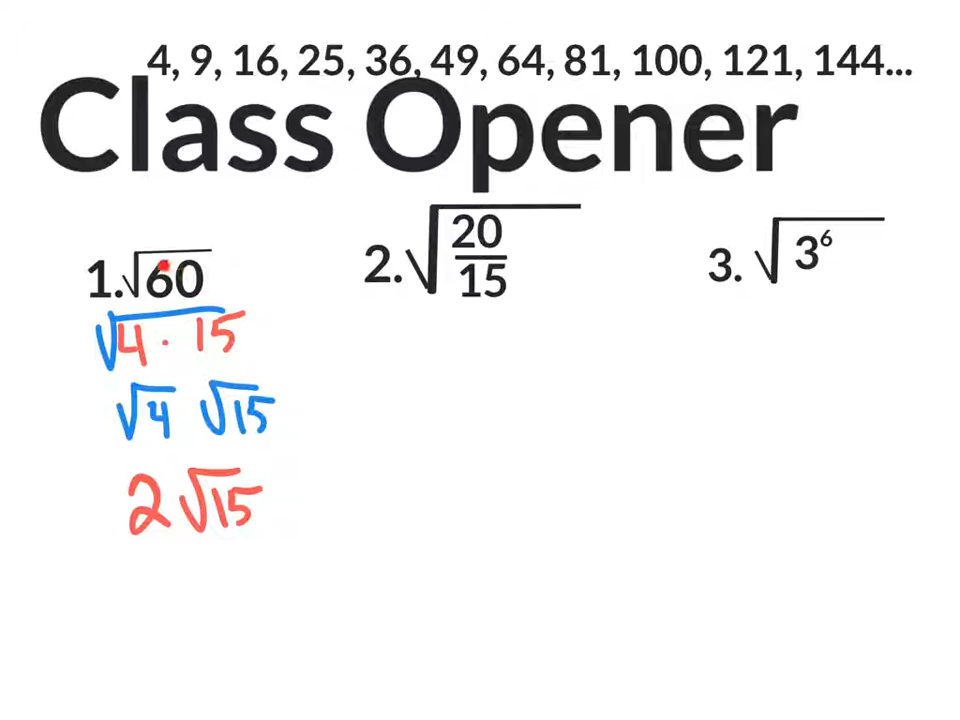 4, 9, 16, 25, 36, 49, 64, 81, 100, 121, 144...
Class Opener
1.√60
√4 · 15
√4 √15
2 √15
2.√20/15
3. √3⁶